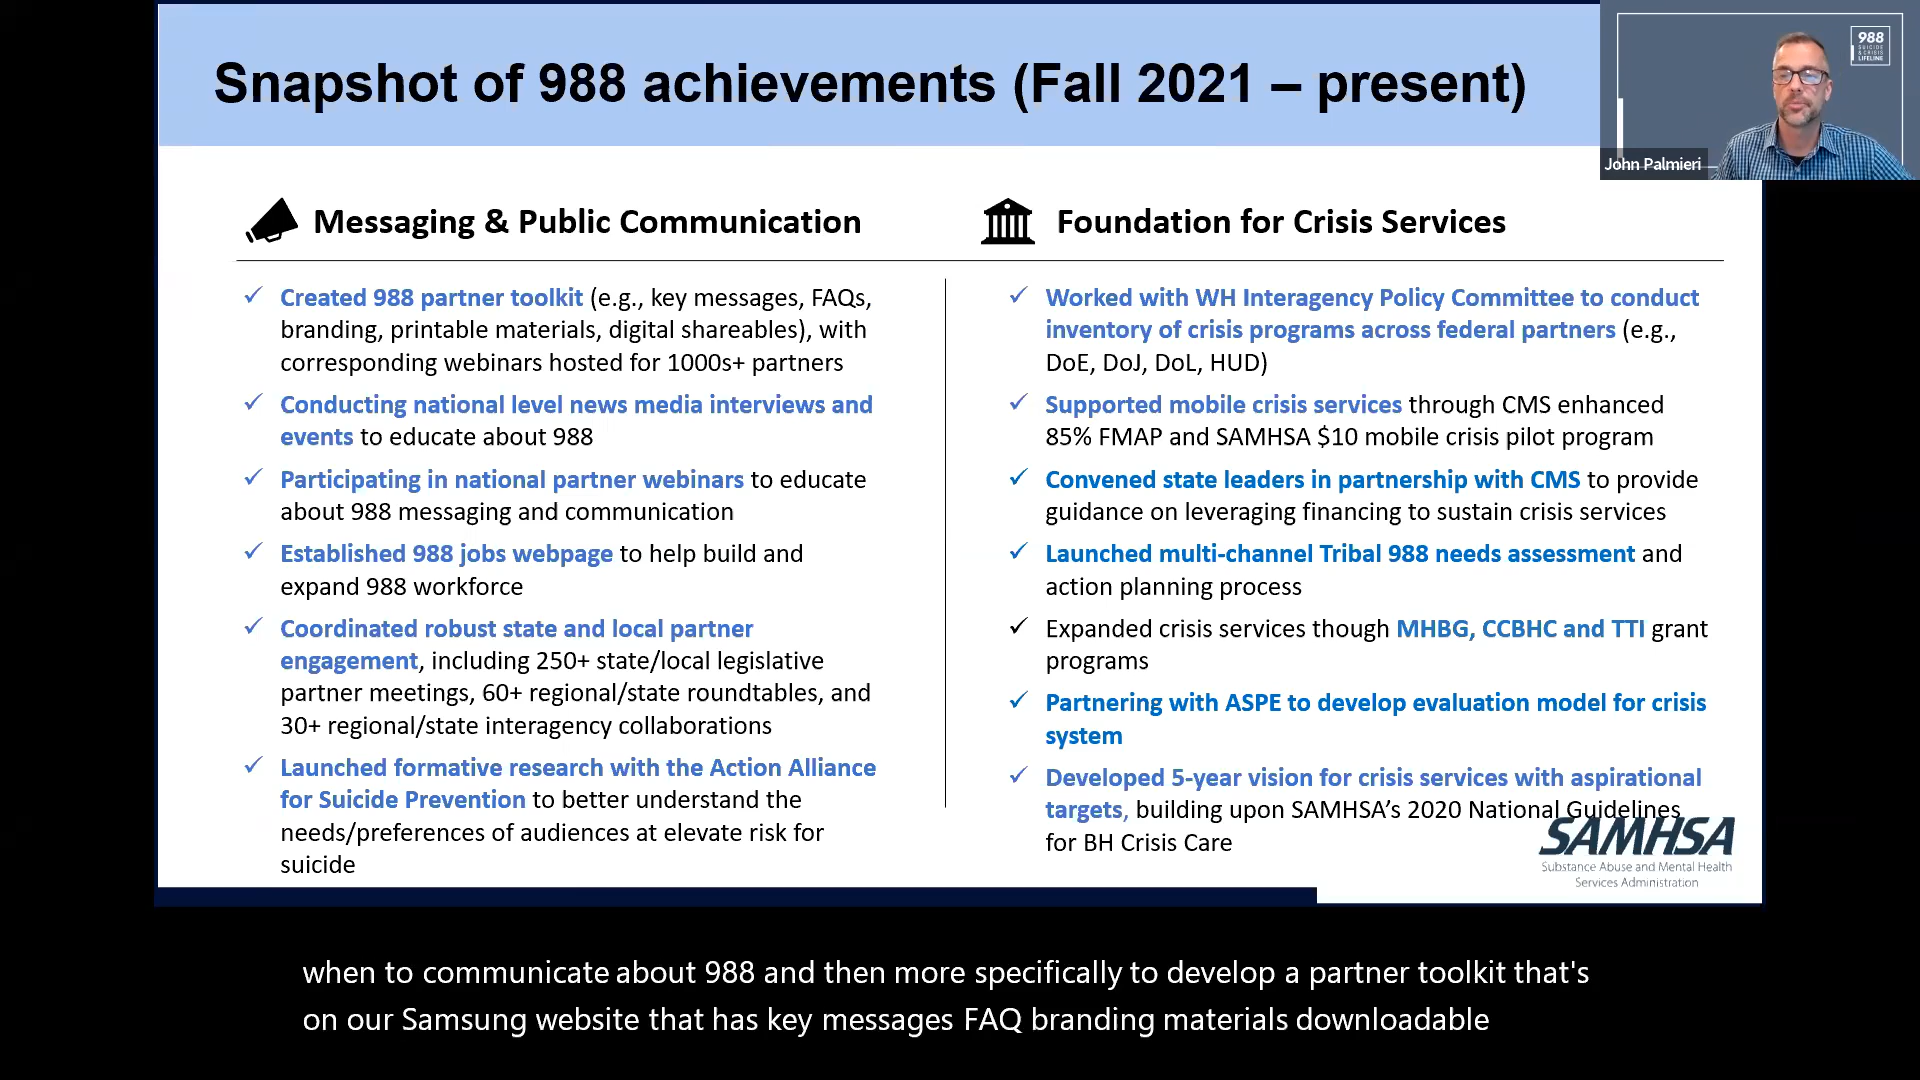 Snapshot of 988 achievements (Fall 2021 – present)
988
SUICIDE
& CRISIS
LIFELINE
John Palmieri
Messaging & Public Communication
✓ Created 988 partner toolkit (e.g., key messages, FAQs,
branding, printable materials, digital shareables), with
corresponding webinars hosted for 1000s+ partners
✓ Conducting national level news media interviews and
events to educate about 988
✓ Participating in national partner webinars to educate
about 988 messaging and communication
✓ Established 988 jobs webpage to help build and
expand 988 workforce
✓ Coordinated robust state and local partner
engagement, including 250+ state/local legislative
partner meetings, 60+ regional/state roundtables, and
30+ regional/state interagency collaborations
✓ Launched formative research with the Action Alliance
for Suicide Prevention to better understand the
needs/preferences of audiences at elevate risk for
suicide
Foundation for Crisis Services
✓ Worked with WH Interagency Policy Committee to conduct
inventory of crisis programs across federal partners (e.g.,
DoE, DoJ, DoL, HUD)
✓ Supported mobile crisis services through CMS enhanced
85% FMAP and SAMHSA $10 mobile crisis pilot program
✓ Convened state leaders in partnership with CMS to provide
guidance on leveraging financing to sustain crisis services
✓ Launched multi-channel Tribal 988 needs assessment and
action planning process
✓ Expanded crisis services though MHBG, CCBHC and TTI grant
programs
✓ Partnering with ASPE to develop evaluation model for crisis
system
✓ Developed 5-year vision for crisis services with aspirational
targets, building upon SAMHSA's 2020 National Guidelines
for BH Crisis Care
SAMHSA
Substance Abuse and Mental Health
Services Administration
when to communicate about 988 and then more specifically to develop a partner toolkit that's
on our Samsung website that has key messages FAQ branding materials downloadable